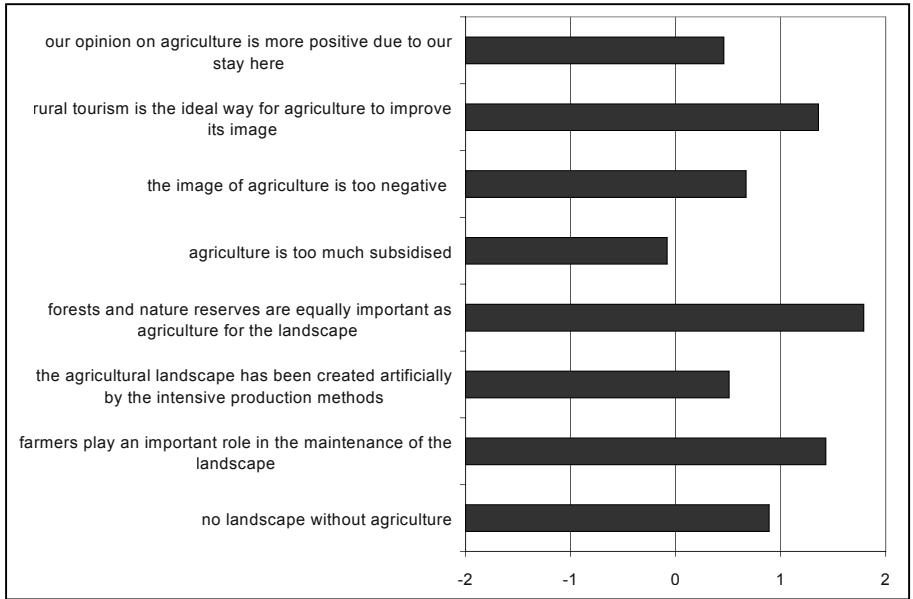 our opinion on agriculture is more positive due to our
stay here
rural tourism is the ideal way for agriculture to improve
its image
the image of agriculture is too negative
agriculture is too much subsidised
forests and nature reserves are equally important as
agriculture for the landscape
the agricultural landscape has been created artificially
by the intensive production methods
farmers play an important role in the maintenance of the
landscape
no landscape without agriculture
-2 -1 0 1 2